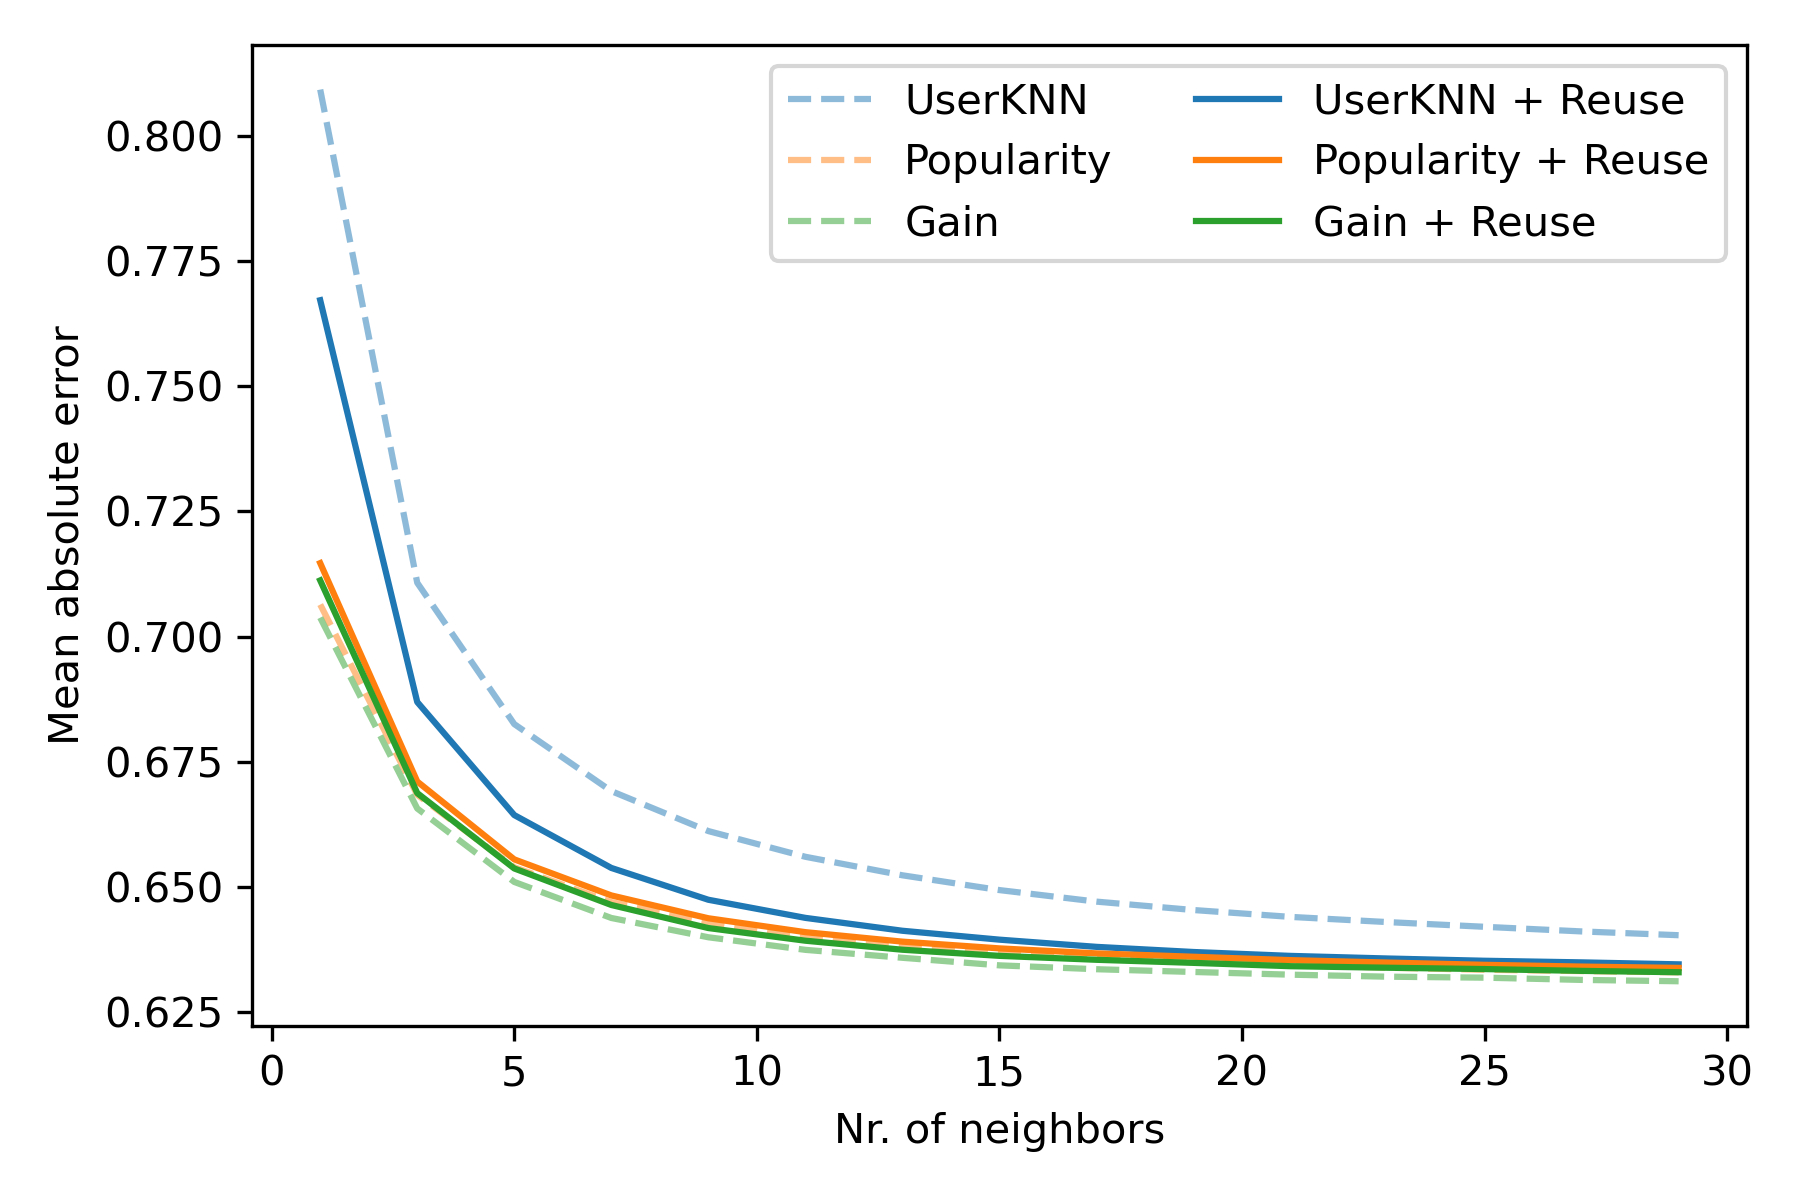 UserKNN
Popularity
Gain
UserKNN + Reuse
Popularity + Reuse
Gain + Reuse
Mean absolute error
0.800
0.775
0.750
0.725
0.700
0.675
0.650
0.625
0 5 10 15 20 25 30
Nr. of neighbors